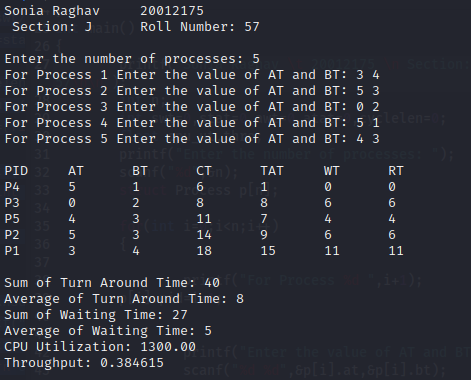 Sonia Raghav 20012175
Section: J Roll Number: 57
Enter the number of processes: 5
For Process 1 Enter the value of AT and BT: 3 4
For Process 2 Enter the value of AT and BT: 5 3
For Process 3 Enter the value of AT and BT: 0 2
For Process 4 Enter the value of AT and BT: 5 1
For Process 5 Enter the value of AT and BT: 4 3
PID AT BT CT TAT WT RT
P4 5 1 6 1 0 0
P3 0 2 8 8 6 6
P5 4 3 11 7 4 4
P2 5 3 14 9 6 6
P1 3 4 18 15 11 11
Sum of Turn Around Time: 40
Average of Turn Around Time: 8
Sum of Waiting Time: 27
Average of Waiting Time: 5
CPU Utilization: 1300.00
Throughput: 0.384615